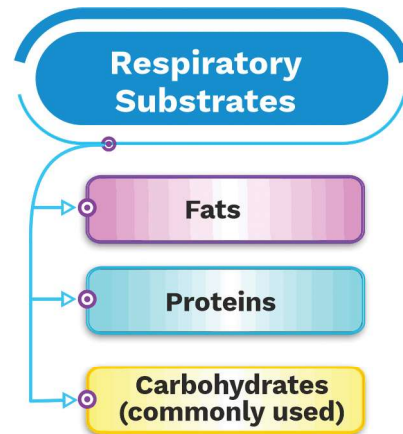 Respiratory
Substrates
Fats
Proteins
Carbohydrates
(commonly used)